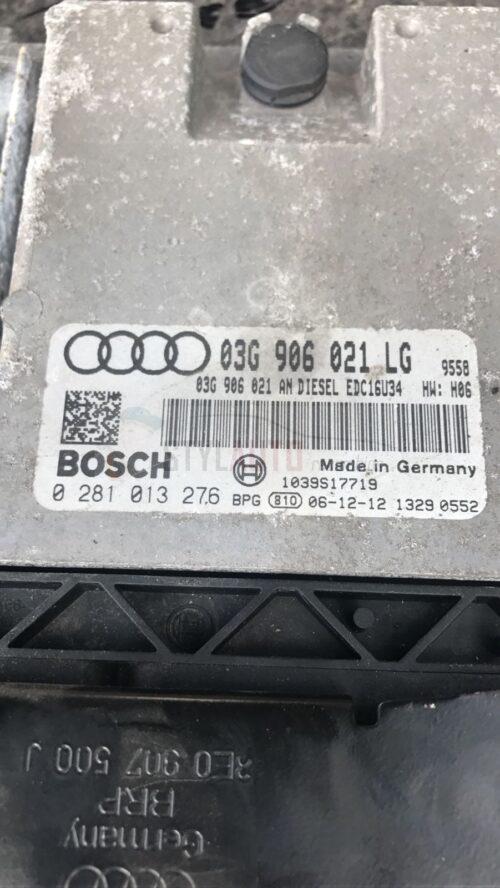 03G 906 021 LG 9558
03G 906 021 AN DIESEL EDC16U34 HW: H06
BOSCH
Made in Germany
1039S17719
0 281 013 276 BPG 810 06-12-12 1329 0552
8E0 907 500 J
BRP
Germany